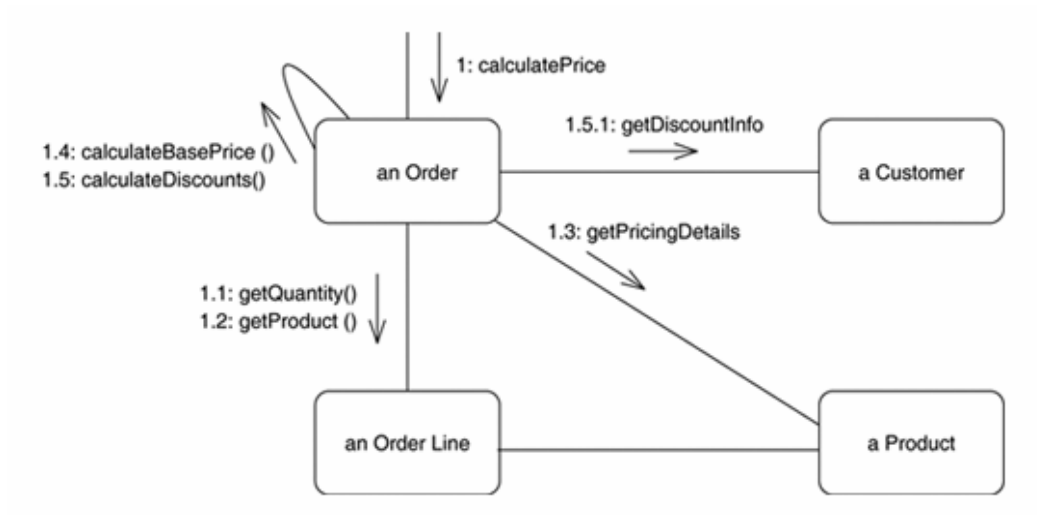 1: calculatePrice
1.5.1: getDiscountInfo
1.4: calculateBasePrice ()
1.5: calculateDiscounts()
an Order
a Customer
1.3: getPricingDetails
1.1: getQuantity()
1.2: getProduct ()
an Order Line
a Product